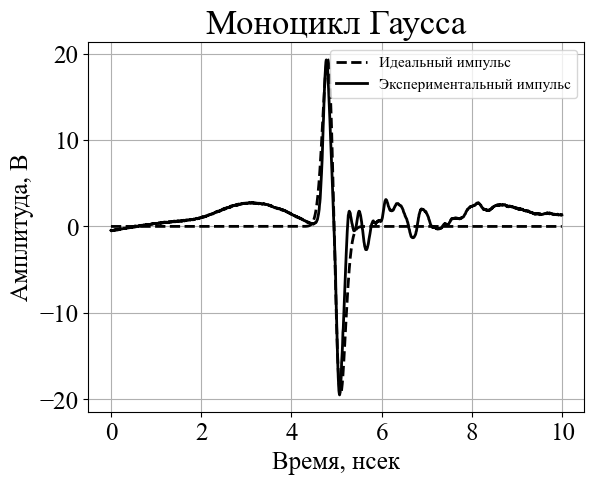 Моноцикл Гаусса
Идеальный импульс
Экспериментальный импульс
Амплитуда, В
20
10
0
−10
−20
0 2 4 6 8 10
Время, нсек